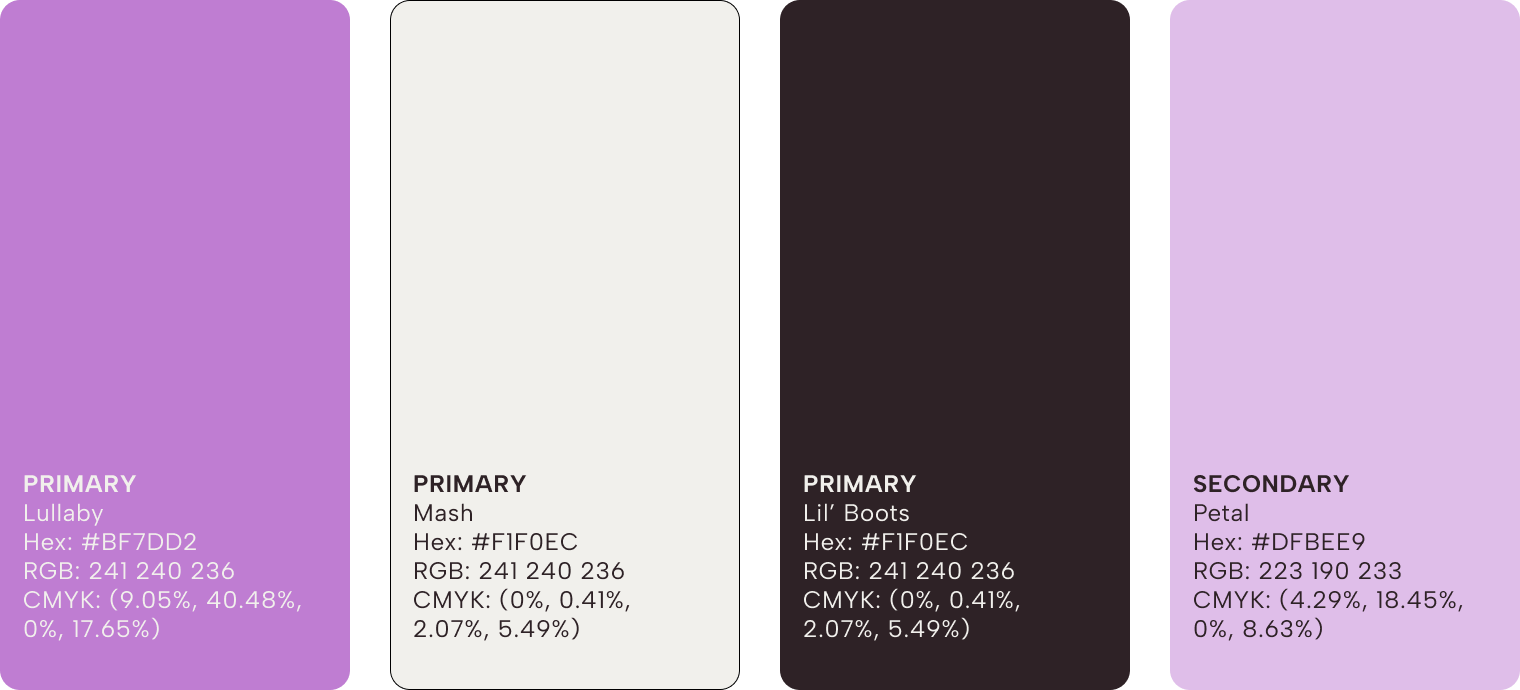 PRIMARY
Lullaby
Hex: #BF7DD2
RGB: 241 240 236
CMYK: (9.05%, 40.48%,
0%, 17.65%)
PRIMARY
Mash
Hex: #F1F0EC
RGB: 241 240 236
CMYK: (0%, 0.41%,
2.07%, 5.49%)
PRIMARY
Lil’ Boots
Hex: #F1F0EC
RGB: 241 240 236
CMYK: (0%, 0.41%,
2.07%, 5.49%)
SECONDARY
Petal
Hex: #DFBEE9
RGB: 223 190 233
CMYK: (4.29%, 18.45%,
0%, 8.63%)